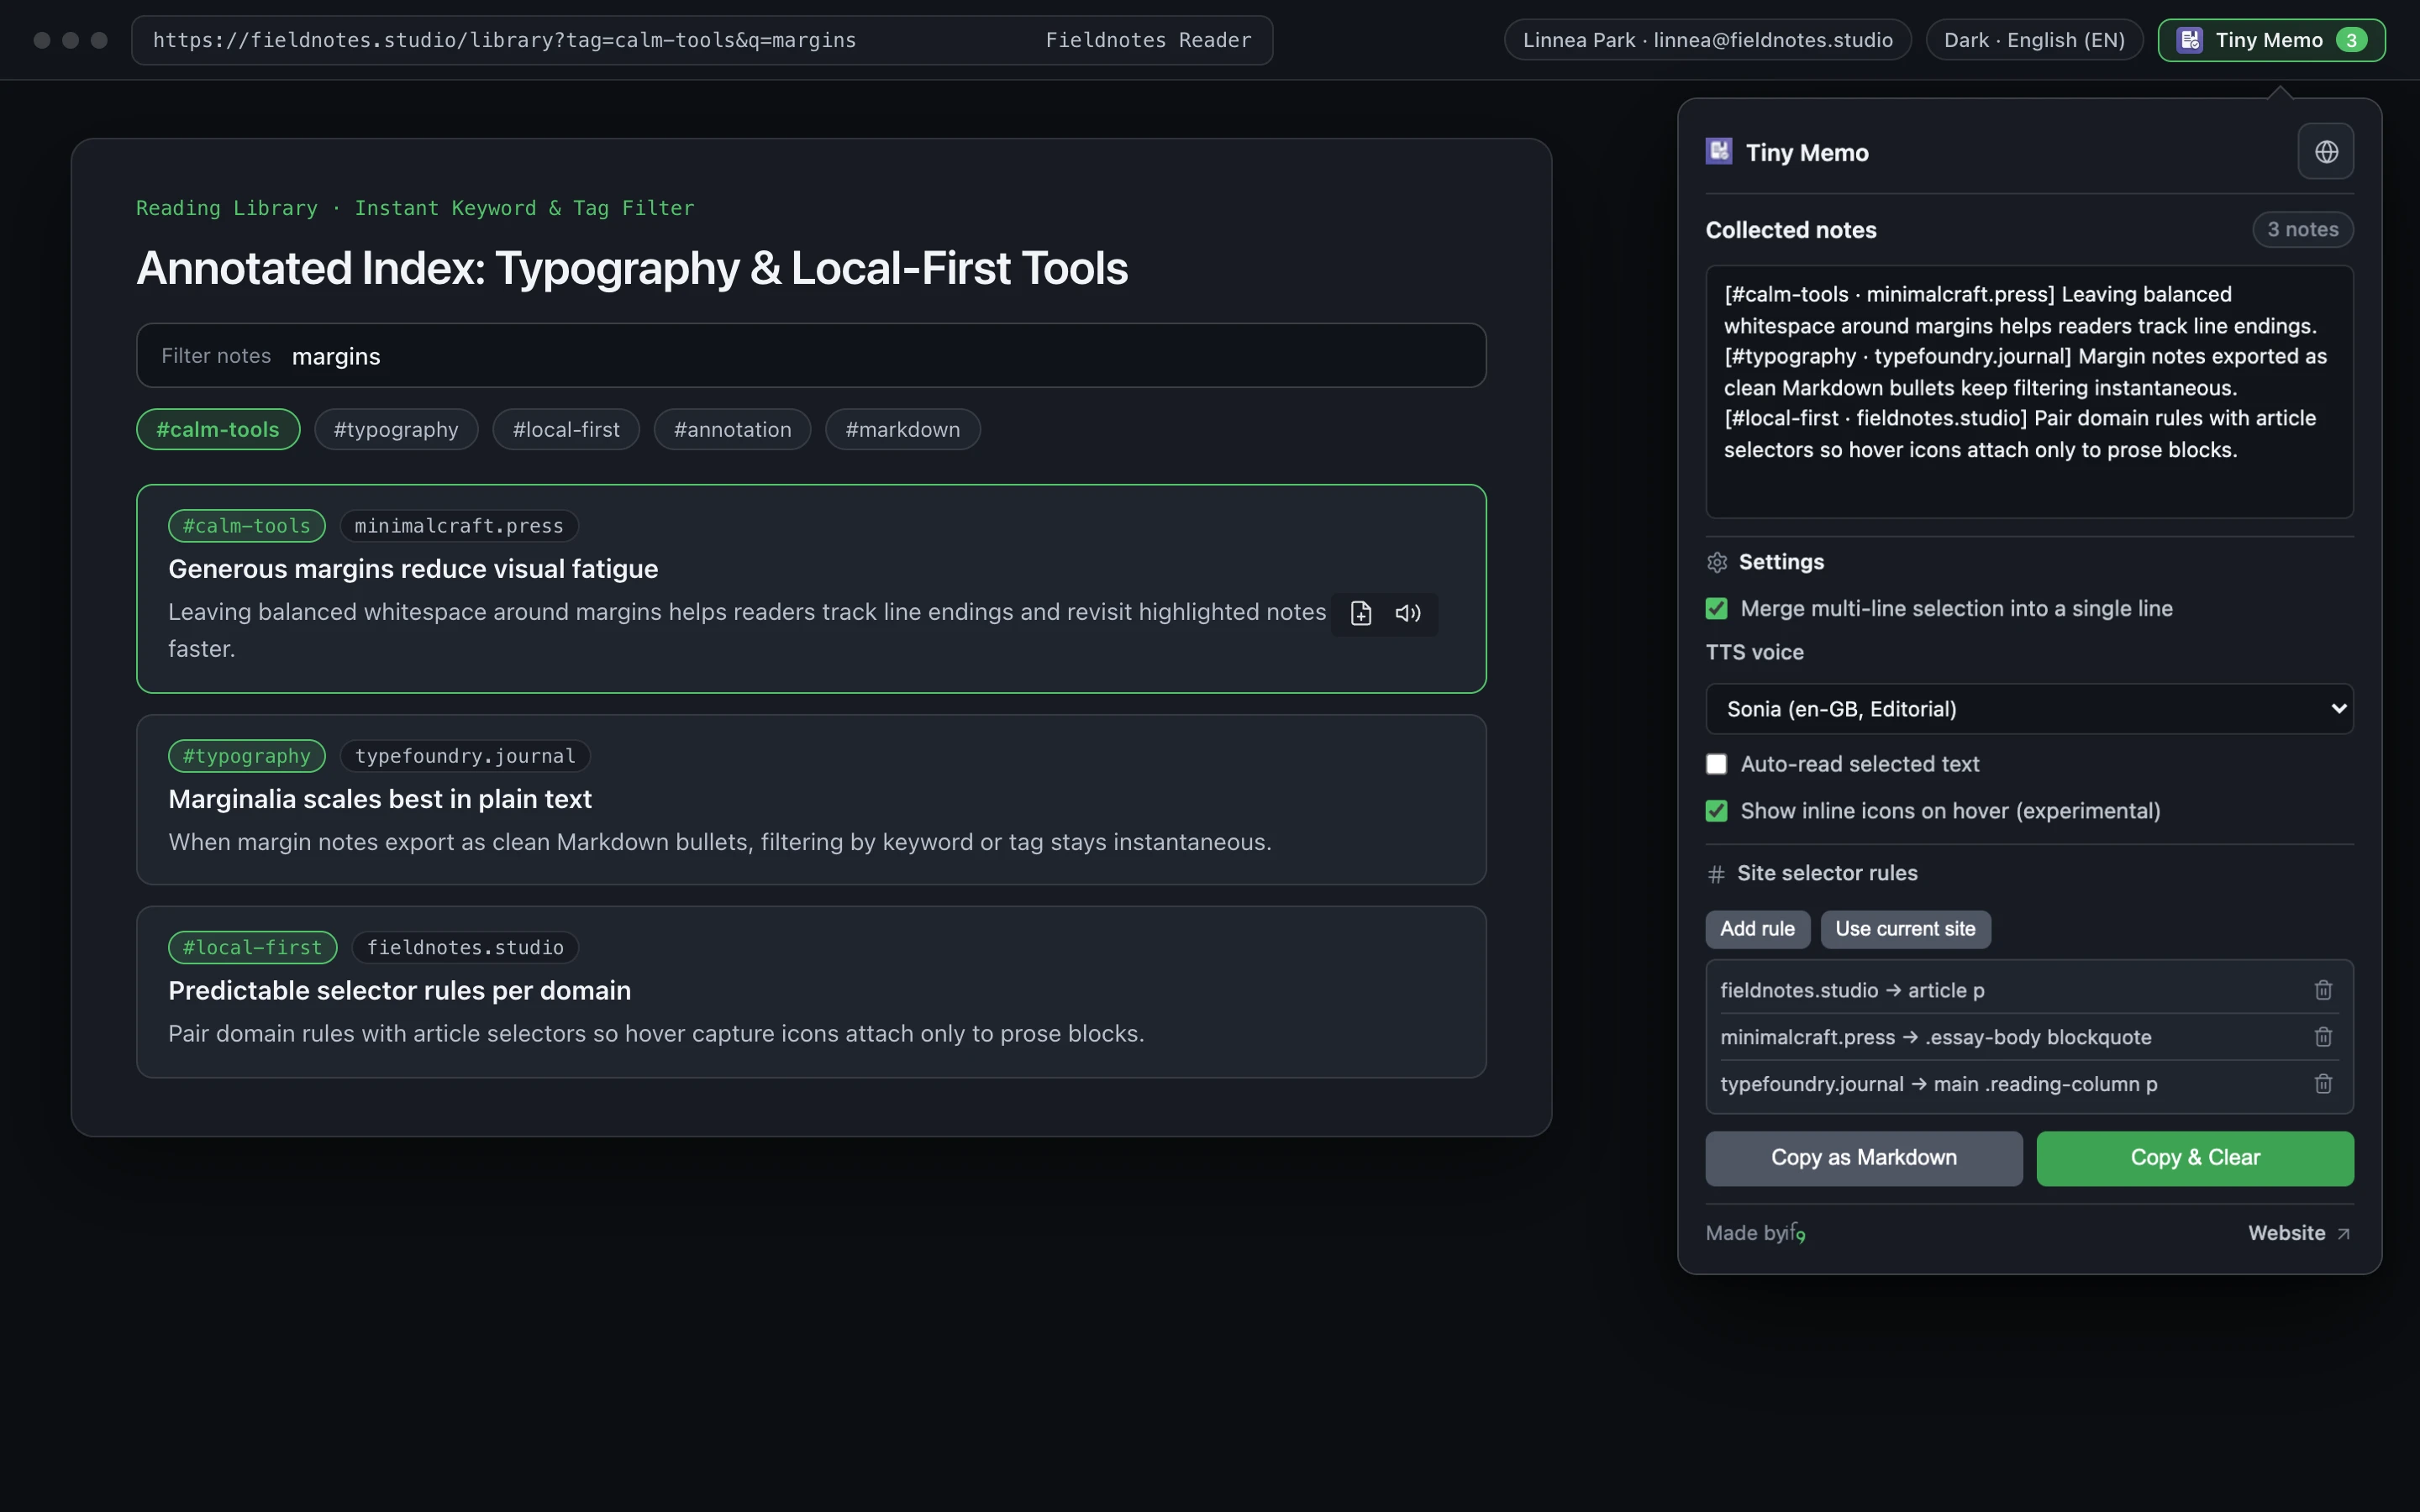 https://fieldnotes.studio/library?tag=calm-tools&q=margins
Fieldnotes Reader
Linnea Park · linnea@fieldnotes.studio
Dark · English (EN)
Tiny Memo 3
Reading Library · Instant Keyword & Tag Filter
Annotated Index: Typography & Local-First Tools
Filter notes margins
#calm-tools #typography #local-first #annotation #markdown
#calm-tools minimalcraft.press
Generous margins reduce visual fatigue
Leaving balanced whitespace around margins helps readers track line endings and revisit highlighted notes
faster.
#typography typefoundry.journal
Marginalia scales best in plain text
When margin notes export as clean Markdown bullets, filtering by keyword or tag stays instantaneous.
#local-first fieldnotes.studio
Predictable selector rules per domain
Pair domain rules with article selectors so hover capture icons attach only to prose blocks.
Tiny Memo
Collected notes
3 notes
[#calm-tools · minimalcraft.press] Leaving balanced
whitespace around margins helps readers track line endings.
[#typography · typefoundry.journal] Margin notes exported as
clean Markdown bullets keep filtering instantaneous.
[#local-first · fieldnotes.studio] Pair domain rules with article
selectors so hover icons attach only to prose blocks.
Settings
Merge multi-line selection into a single line
TTS voice
Sonia (en-GB, Editorial)
Auto-read selected text
Show inline icons on hover (experimental)
Site selector rules
Add rule
Use current site
fieldnotes.studio → article p
minimalcraft.press → .essay-body blockquote
typefoundry.journal → main .reading-column p
Copy as Markdown
Copy & Clear
Made by if9
Website